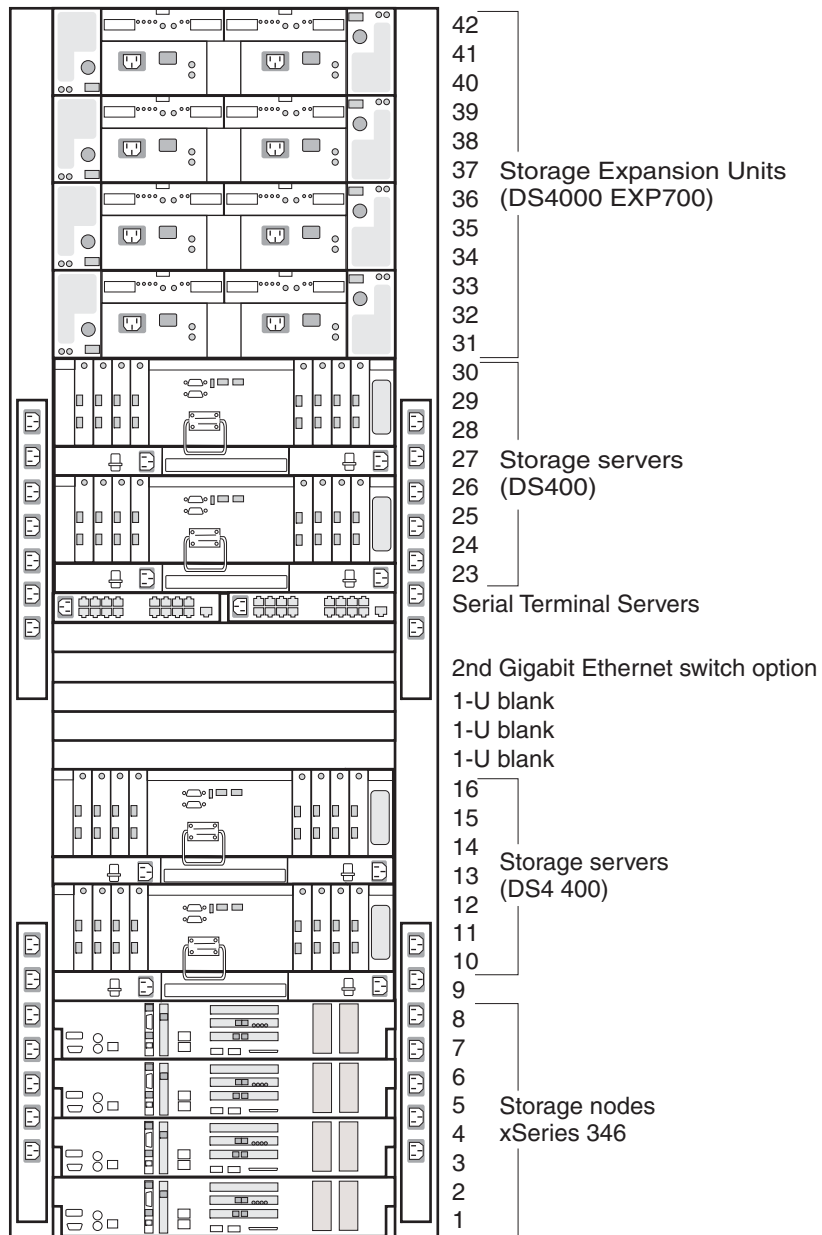 42
41
40
39
38
37
Storage Expansion Units
36
(DS4000 EXP700)
35
34
33
32
31
30
29
28
27
Storage servers
26
(DS400)
25
24
23
Serial Terminal Servers
2nd Gigabit Ethernet switch option
1-U blank
1-U blank
1-U blank
16
15
14
Storage servers
13
(DS4 400)
12
11
10
9
8
7
6
5
Storage nodes
4
xSeries 346
3
2
1